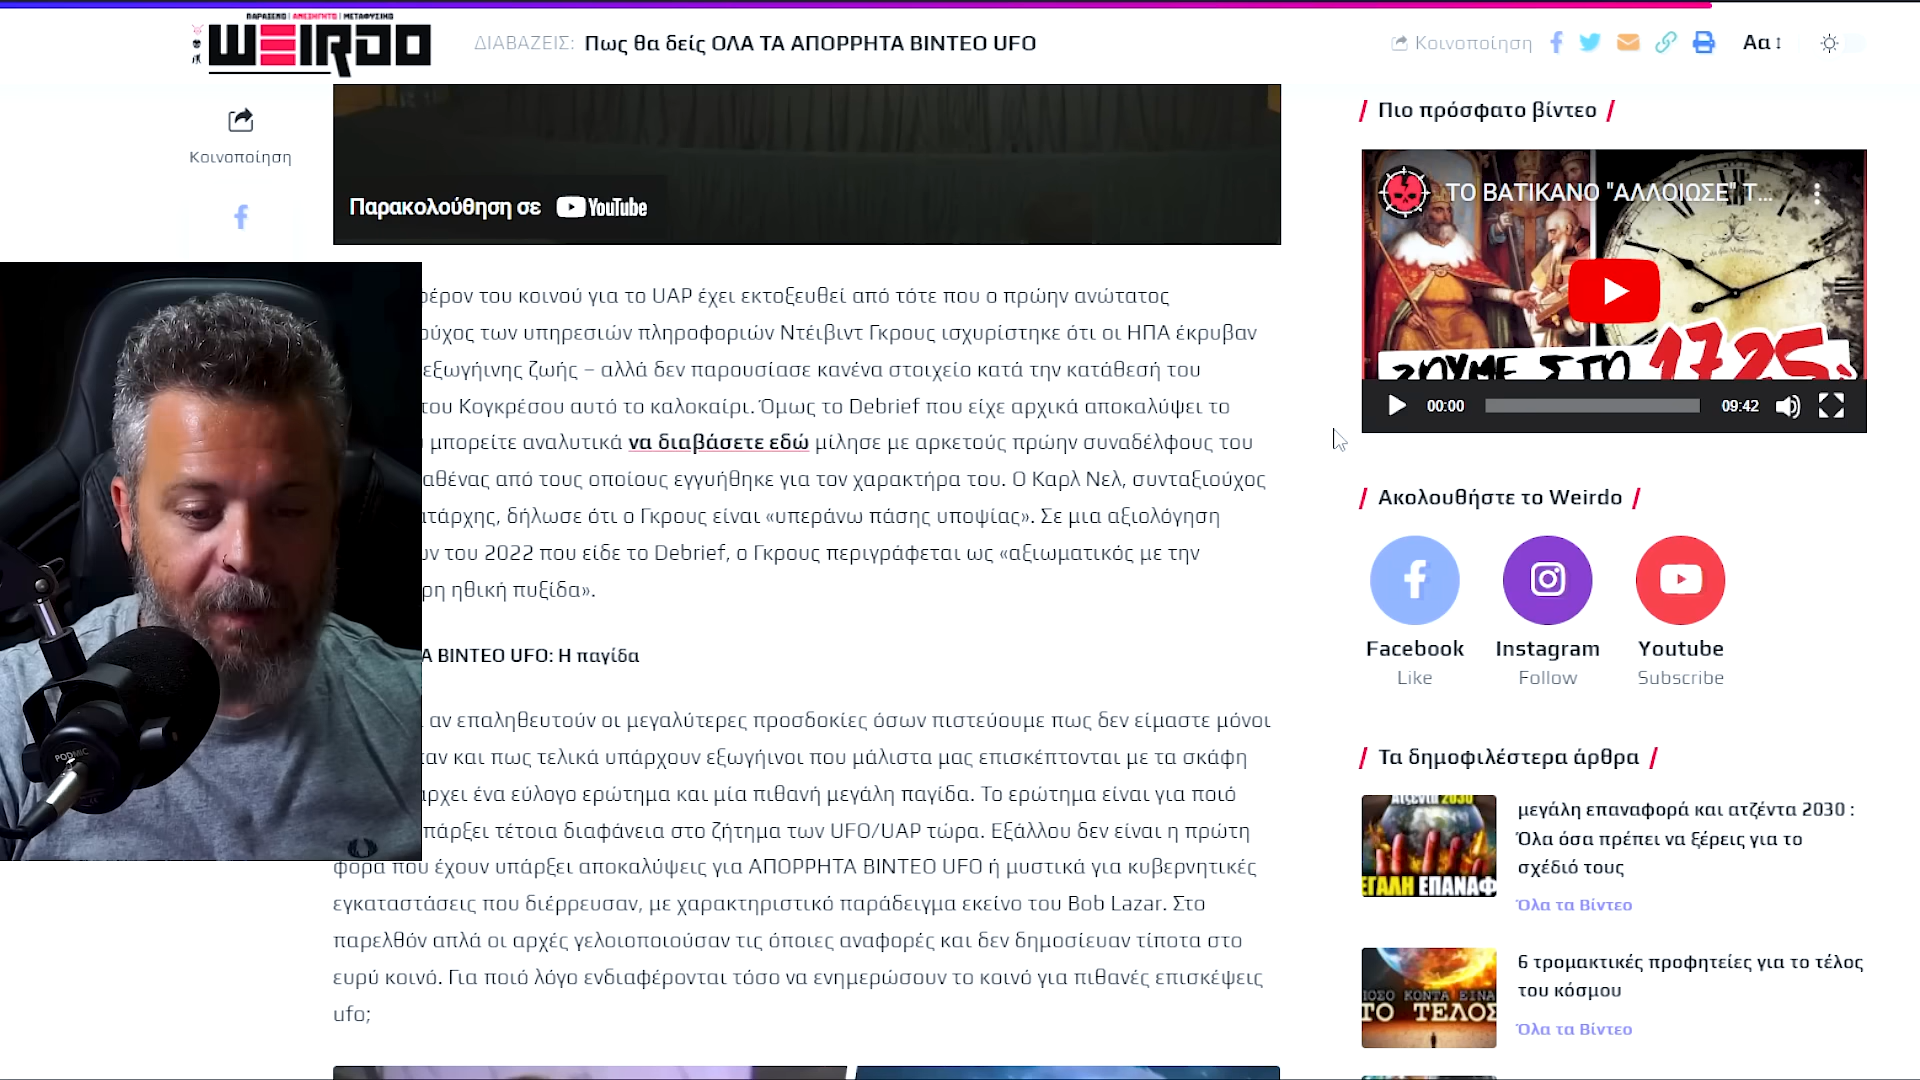 ΠΑΡΑΞΕΝΟ | ΑΝΕΞΗΓΗΤΟ | ΜΕΤΑΦΥΣΙΚΟ
WEIRDO
ΔΙΑΒΑΖΕΙΣ: Πως θα δείς ΟΛΑ ΤΑ ΑΠΟΡΡΗΤΑ ΒΙΝΤΕΟ UFO
Κοινοποίηση
Αα
Κοινοποίηση
Παρακολούθηση σε YouTube
του κοινού για το UAP έχει εκτοξευθεί από τότε που ο πρώην ανώτατος
των υπηρεσιών πληροφοριών Ντέιβιντ Γκρους ισχυρίστηκε ότι οι ΗΠΑ έκρυβαν
εξωγήινης ζωής – αλλά δεν παρουσίασε κανένα στοιχείο κατά την κατάθεσή του
του Κογκρέσου αυτό το καλοκαίρι. Όμως το Debrief που είχε αρχικά αποκαλύψει το
μπορείτε αναλυτικά να διαβάσετε εδώ μίλησε με αρκετούς πρώην συναδέλφους του
από τους οποίους εγγυήθηκε για τον χαρακτήρα του. Ο Καρλ Νελ, συνταξιούχος
δήλωσε ότι ο Γκρους είναι «υπεράνω πάσης υποψίας». Σε μια αξιολόγηση
του 2022 που είδε το Debrief, ο Γκρους περιγράφεται ως «αξιωματικός με την
ηθική πυξίδα».
ΒΙΝΤΕΟ UFO: Η παγίδα
αν επαληθευτούν οι μεγαλύτερες προσδοκίες όσων πιστεύουμε πως δεν είμαστε μόνοι
και πως τελικά υπάρχουν εξωγήινοι που μάλιστα μας επισκέπτονται με τα σκάφη
ένα εύλογο ερώτημα και μία πιθανή μεγάλη παγίδα. Το ερώτημα είναι για ποιό
τέτοια διαφάνεια στο ζήτημα των UFO/UAP τώρα. Εξάλλου δεν είναι η πρώτη
φορά που έχουν υπάρξει αποκαλύψεις για ΑΠΟΡΡΗΤΑ ΒΙΝΤΕΟ UFO ή μυστικά για κυβερνητικές
εγκαταστάσεις που διέρρευσαν, με χαρακτηριστικό παράδειγμα εκείνο του Bob Lazar. Στο
παρελθόν απλά οι αρχές γελοιοποιούσαν τις όποιες αναφορές και δεν δημοσίευαν τίποτα στο
ευρύ κοινό. Για ποιό λόγο ενδιαφέρονται τόσο να ενημερώσουν το κοινό για πιθανές επισκέψεις
ufo;
PODMIC
Πιο πρόσφατο βίντεο
ΤΟ ΒΑΤΙΚΑΝΟ "ΑΛΛΟΙΩΣΕ" Τ...
ΖΟΥΜΕ ΣΤΟ 1725;
00:00 09:42
Ακολουθήστε το Weirdo
Facebook Instagram Youtube
Like Follow Subscribe
Τα δημοφιλέστερα άρθρα
Ατζέντα 2030
ΕΓΑΛΗ ΕΠΑΝΑΦ
μεγάλη επαναφορά και ατζέντα 2030 :
Όλα όσα πρέπει να ξέρεις για το
σχέδιό τους
Όλα τα Βίντεο
ΠΟΣΟ ΚΟΝΤΑ ΕΙΝΑ
ΤΟ ΤΕΛΟΣ
6 τρομακτικές προφητείες για το τέλος
του κόσμου
Όλα τα Βίντεο